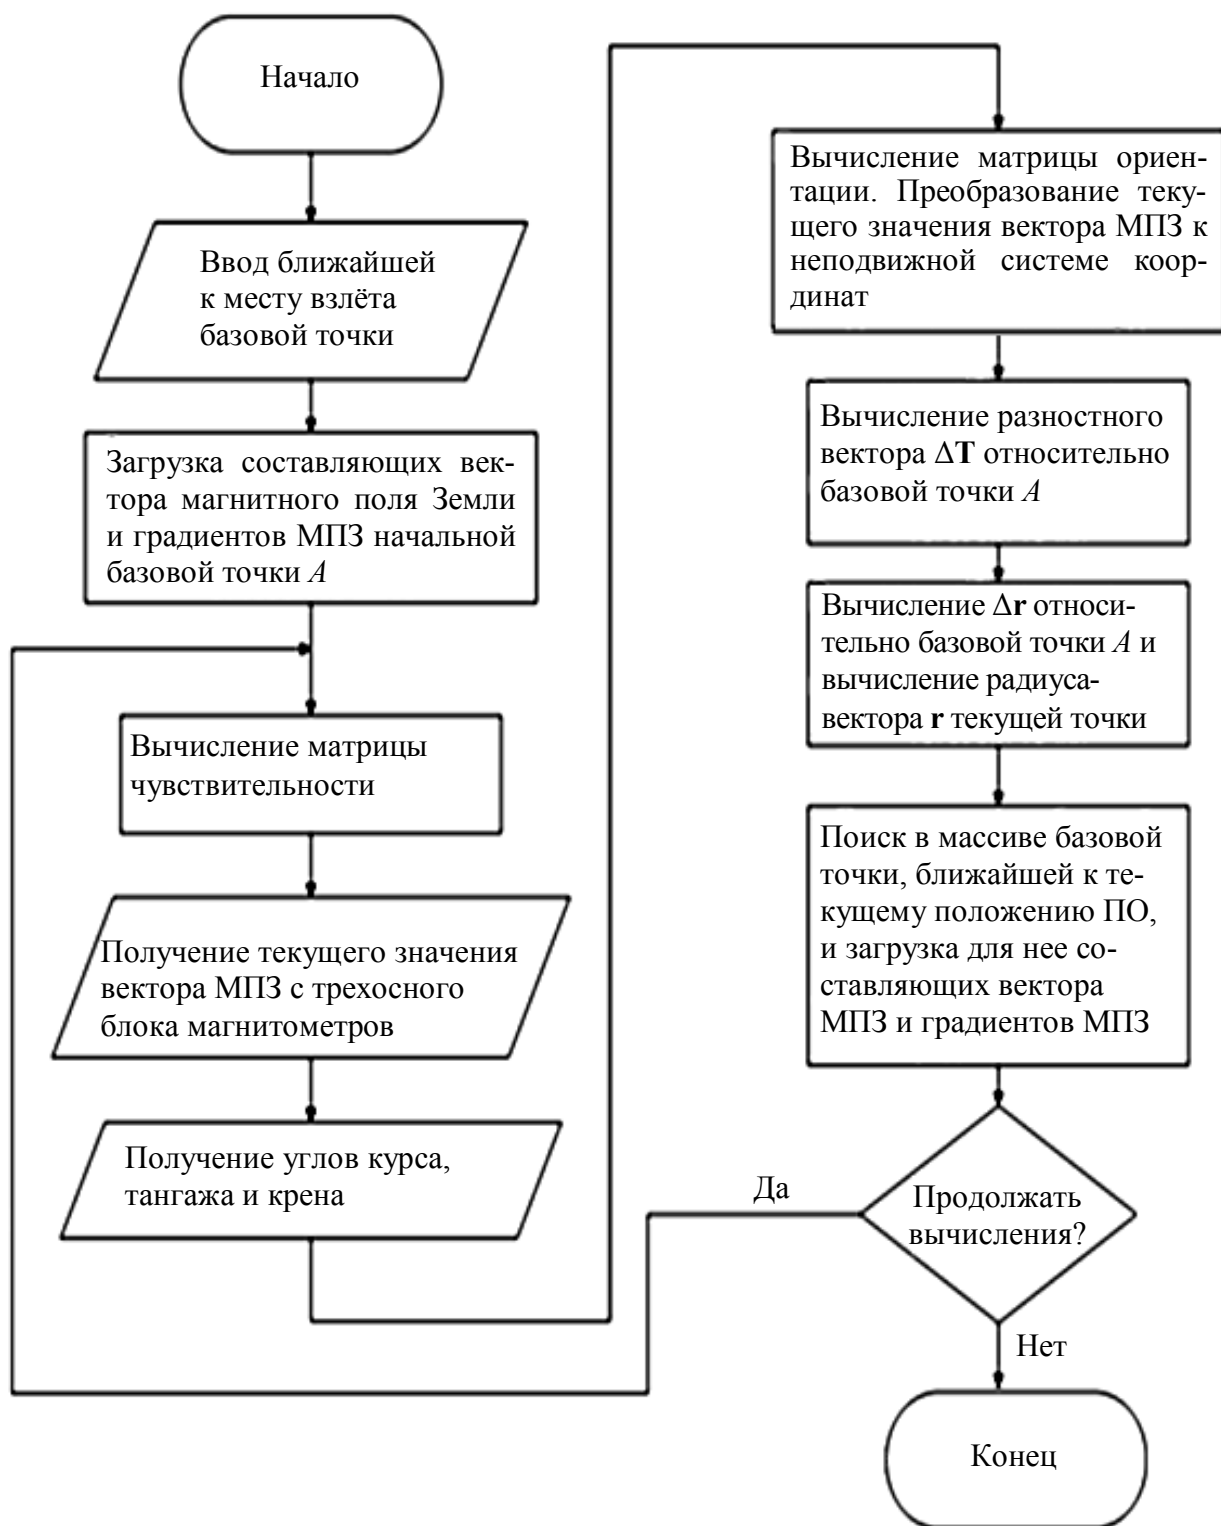 Начало
Ввод ближайшей
к месту взлёта
базовой точки
Загрузка составляющих век-
тора магнитного поля Земли
и градиентов МПЗ начальной
базовой точки A
Вычисление матрицы
чувствительности
Получение текущего значения
вектора МПЗ с трехосного
блока магнитометров
Получение углов курса,
тангажа и крена
Вычисление матрицы ориен-
тации. Преобразование теку-
щего значения вектора МПЗ к
неподвижной системе коор-
динат
Вычисление разностного
вектора ΔT относительно
базовой точки A
Вычисление Δr относи-
тельно базовой точки A и
вычисление радиуса-
вектора r текущей точки
Поиск в массиве базовой
точки, ближайшей к те-
кущему положению ПО,
и загрузка для нее со-
ставляющих вектора
МПЗ и градиентов МПЗ
Да
Продолжать
вычисления?
Нет
Конец